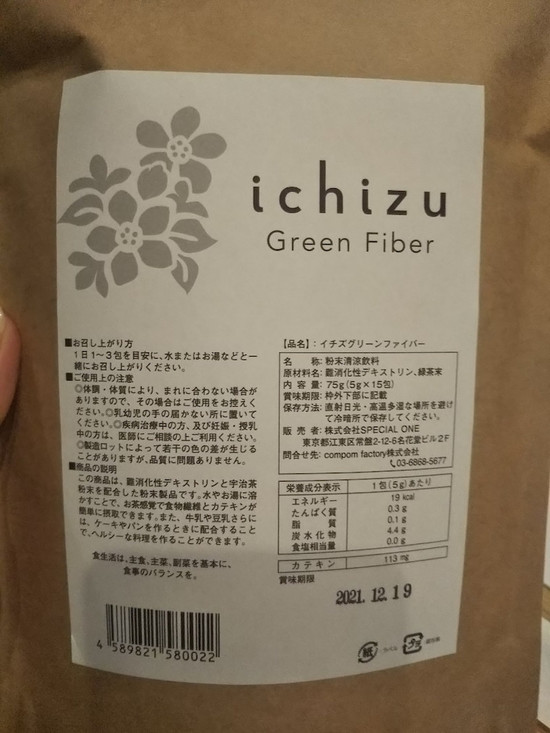 ichizu
Green Fiber
■お召し上がり方
1日1～3包を目安に、水またはお湯などと一
緒にお召し上がりください。
■ご使用上の注意
◎体調・体質により、まれに合わない場合が
ありますので、その場合はご使用をお控えく
ださい。◎乳幼児の手の届かない所に置いて
ください。◎疾病治療中の方、及び妊娠・授乳
中の方は、医師にご相談の上ご利用ください。
◎製造ロットによって若干の色の差が生じる
ことがありますが、品質に問題ありません。
■商品の説明
この商品は、難消化性デキストリンと宇治茶
粉末を配合した粉末製品です。水やお湯に溶
かすことで、お茶感覚で食物繊維とカテキンが
簡単に摂取できます。また、牛乳や豆乳さらに
は、ケーキやパンを作るときに配合すること
で、ヘルシーな料理を作ることができます。
食生活は、主食、主菜、副菜を基本に、
食事のバランスを。
4 589821 580022
【品名】：イチズグリーンファイバー
名 称: 粉末清涼飲料
原材料名: 難消化性デキストリン、緑茶末
内 容 量: 75g(5g×15包)
賞味期限: 枠外下部に記載
保存方法: 直射日光・高温多湿な場所を避け
て冷暗所で保存してください。
販 売 者: 株式会社SPECIAL ONE
東京都江東区常盤2-12-6名花堂ビル2F
問合せ先: compom factory株式会社
03-6868-5677
栄養成分表示 1包(5g)あたり
エネルギー 19 kcal
たんぱく質 0.3 g
脂 質 0.1 g
炭水化物 4.4 g
食塩相当量 0.0 g
カテキン 113 mg
賞味期限
2021.12.19
紙
プラ